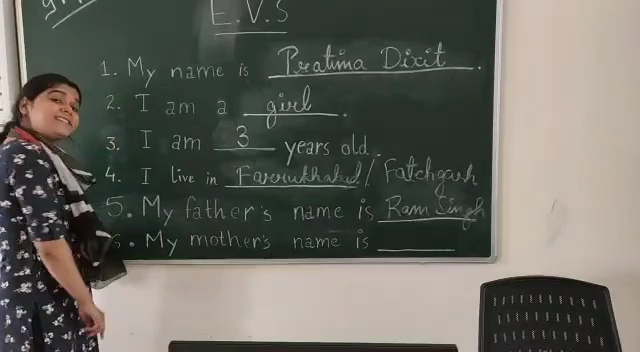 E.V.S
1. My name is Pratima Dixit.
2. I am a girl.
3. I am 3 years old.
4. I live in Farrukhabad / Fatehgarh
5. My father's name is Ram Singh
6. My mother's name is